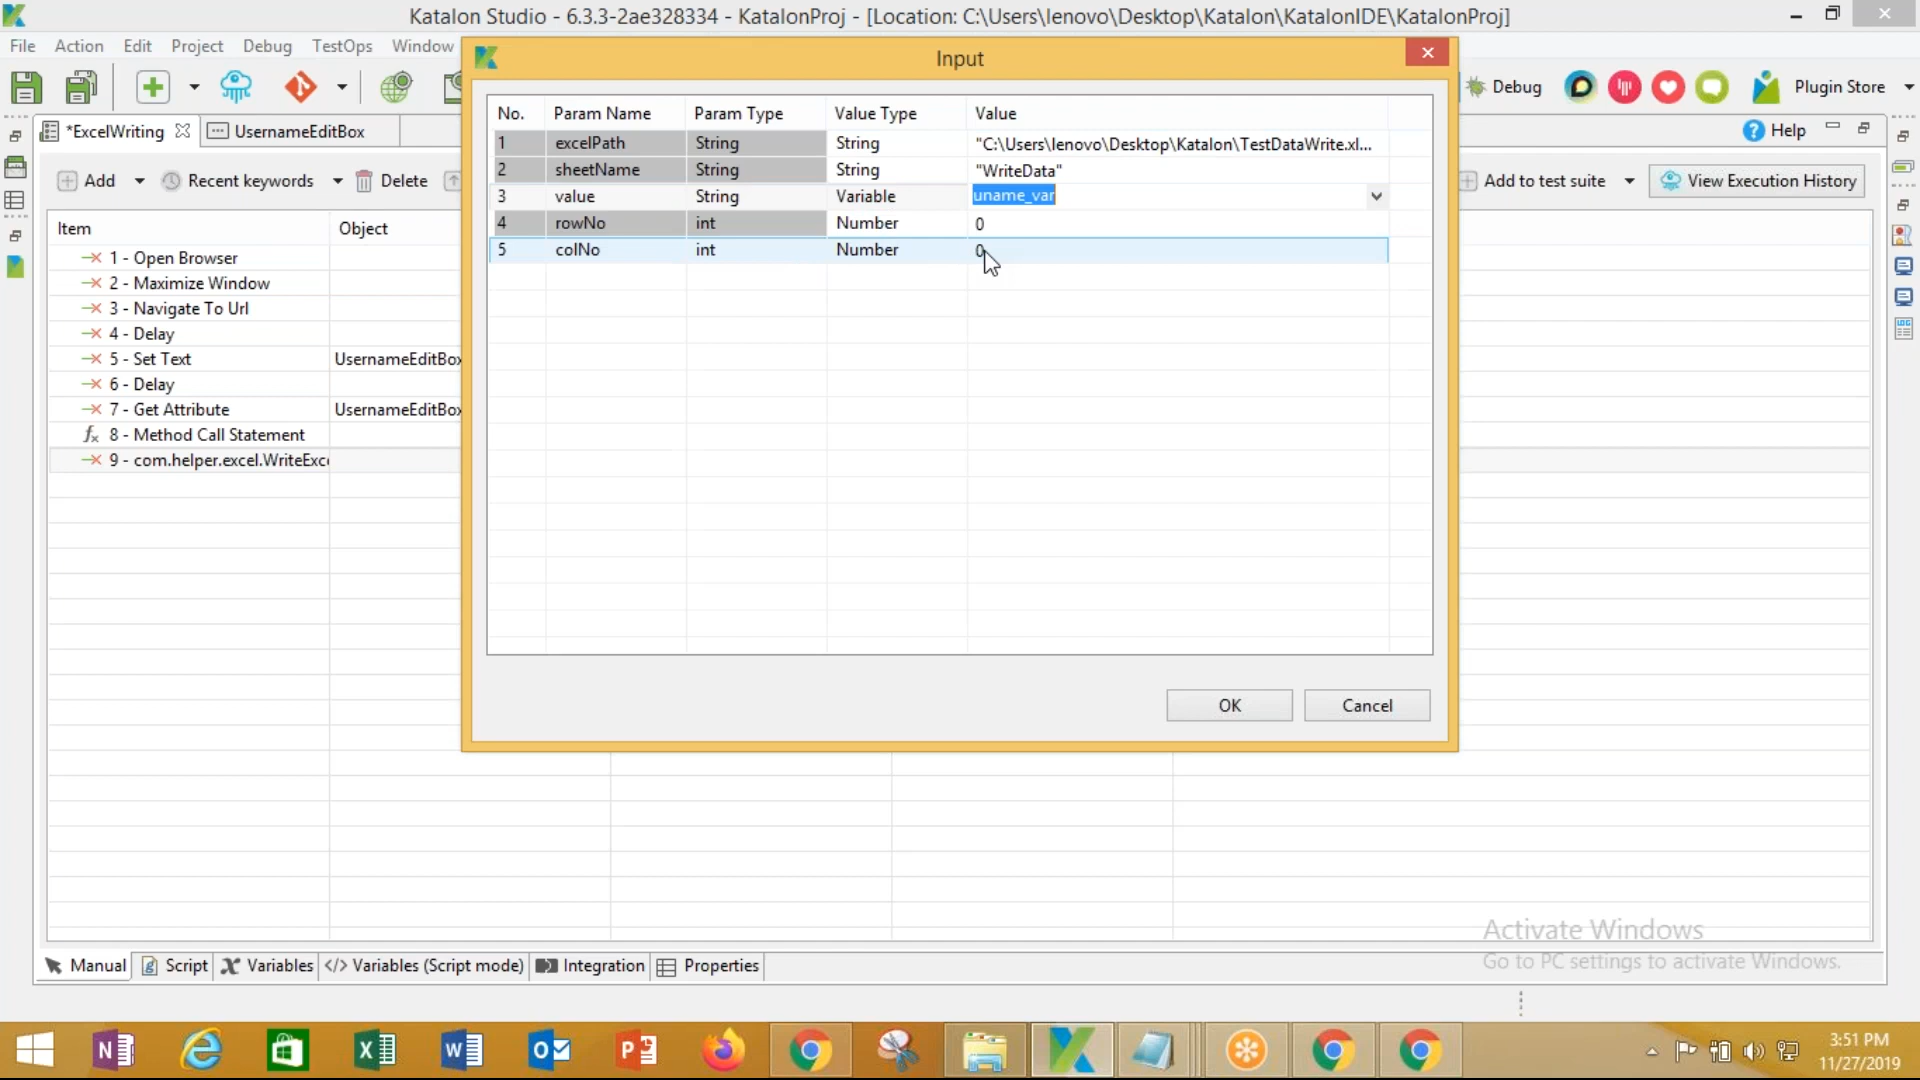 Katalon Studio - 6.3.3-2ae328334 - KatalonProj - [Location: C:\Users\lenovo\Desktop\Katalon\KatalonIDE\KatalonProj]
File Action Edit Project Debug TestOps Window
Input
Debug
Plugin Store
*ExcelWriting
UsernameEditBox
Help
Add
Recent keywords
Delete
Add to test suite
View Execution History
Item Object
1 - Open Browser
2 - Maximize Window
3 - Navigate To Url
4 - Delay
5 - Set Text UsernameEditBox
6 - Delay
7 - Get Attribute UsernameEditBox
fx 8 - Method Call Statement
9 - com.helper.excel.WriteExc
No. Param Name Param Type Value Type Value
1 excelPath String String "C:\Users\lenovo\Desktop\Katalon\TestDataWrite.xl...
2 sheetName String String "WriteData"
3 value String Variable uname_var
4 rowNo int Number 0
5 colNo int Number 0
OK Cancel
Activate Windows
Go to PC settings to activate Windows.
Manual Script Variables </> Variables (Script mode) Integration Properties
3:51 PM
11/27/2019